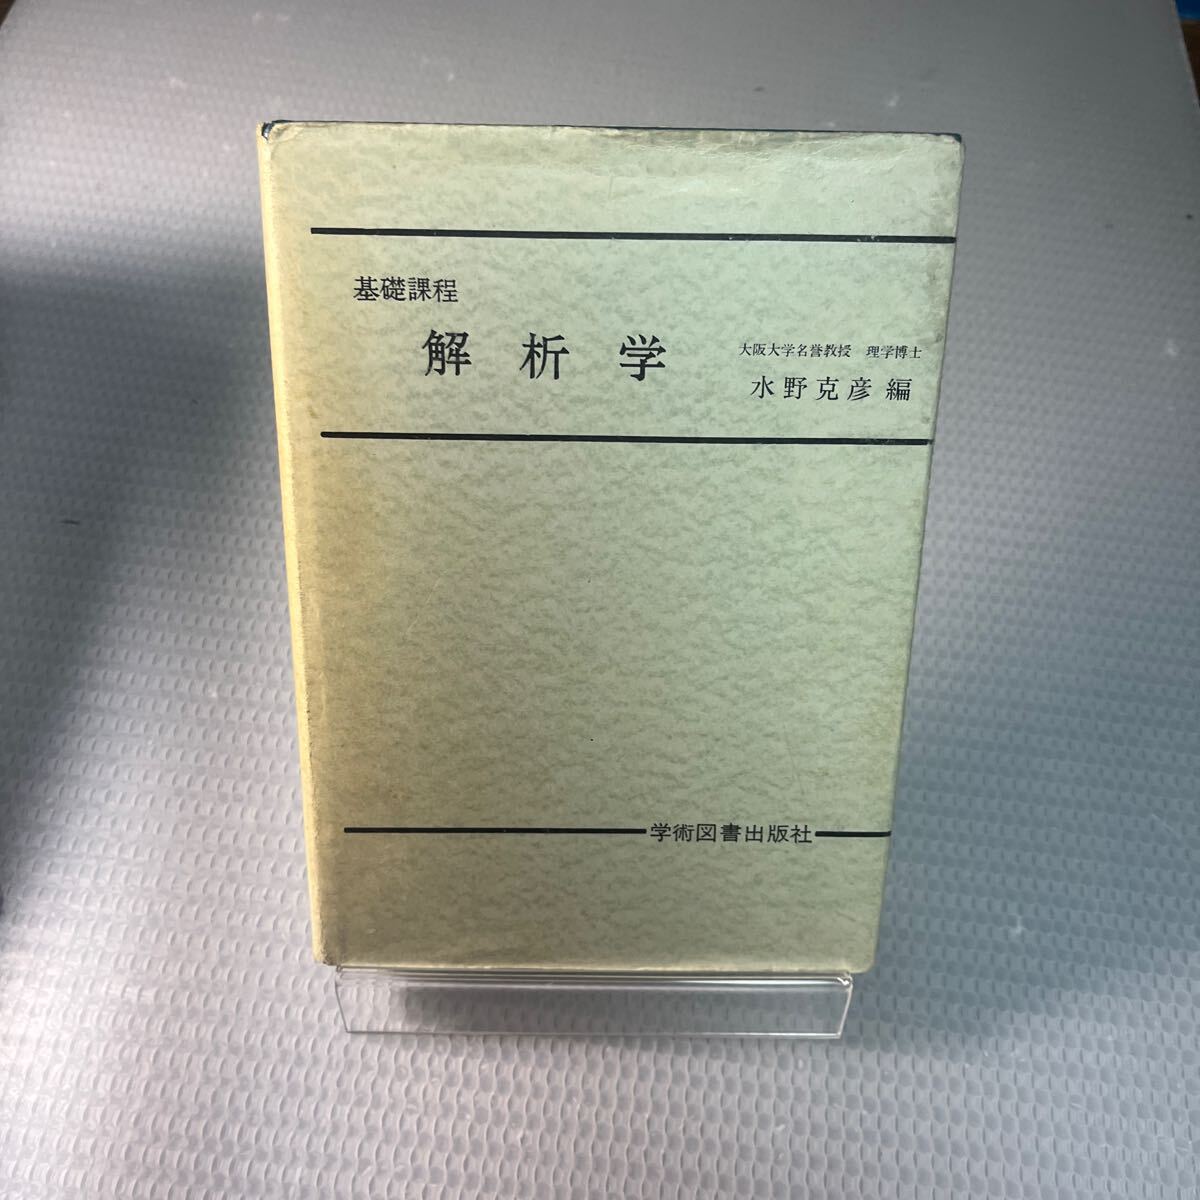 基礎課程
解析学
大阪大学名誉教授 理学博士
水野克彦編
学術図書出版社